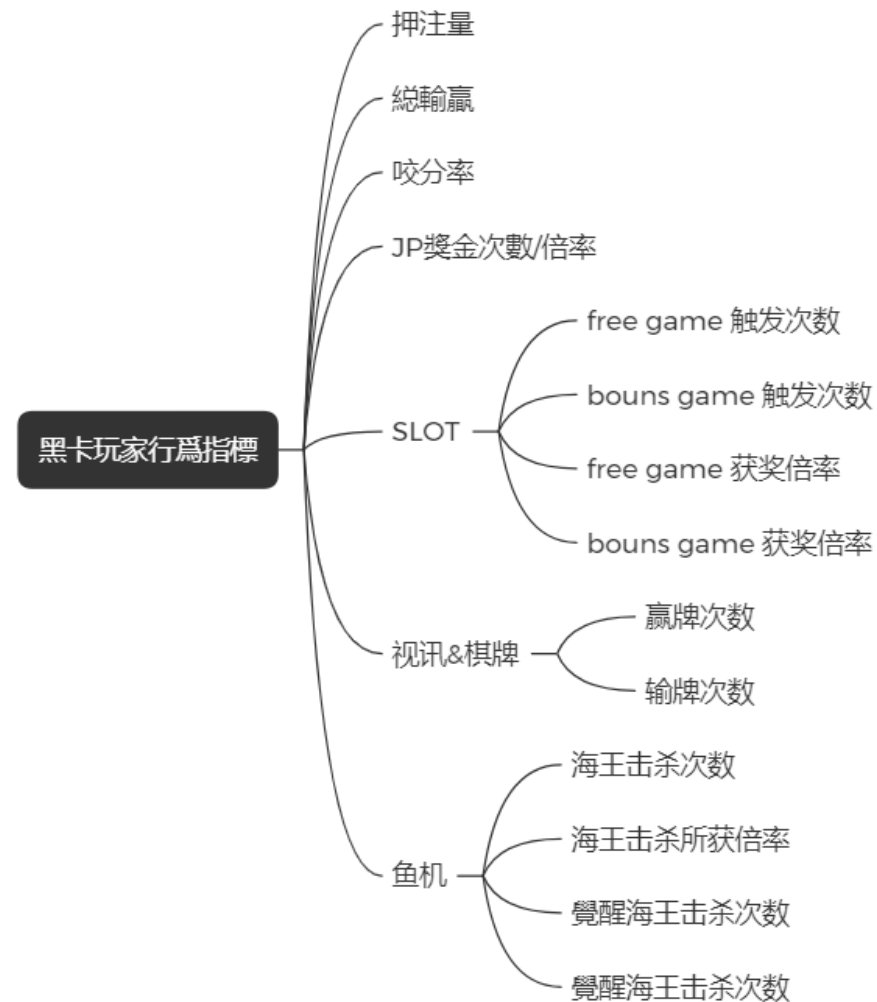 押注量
総輸贏
咬分率
JP獎金次數/倍率
free game 触发次数
bouns game 触发次数
SLOT
黑卡玩家行爲指標
free game 获奖倍率
bouns game 获奖倍率
赢牌次数
视讯&棋牌
输牌次数
海王击杀次数
海王击杀所获倍率
鱼机
覺醒海王击杀次数
覺醒海王击杀次数